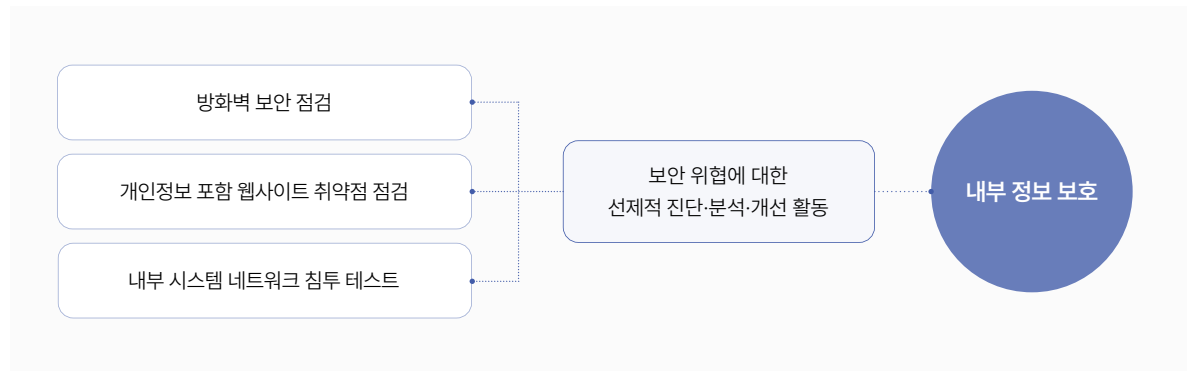 방화벽 보안 점검
개인정보 포함 웹사이트 취약점 점검
내부 시스템 네트워크 침투 테스트
보안 위협에 대한
선제적 진단·분석·개선 활동
내부 정보 보호